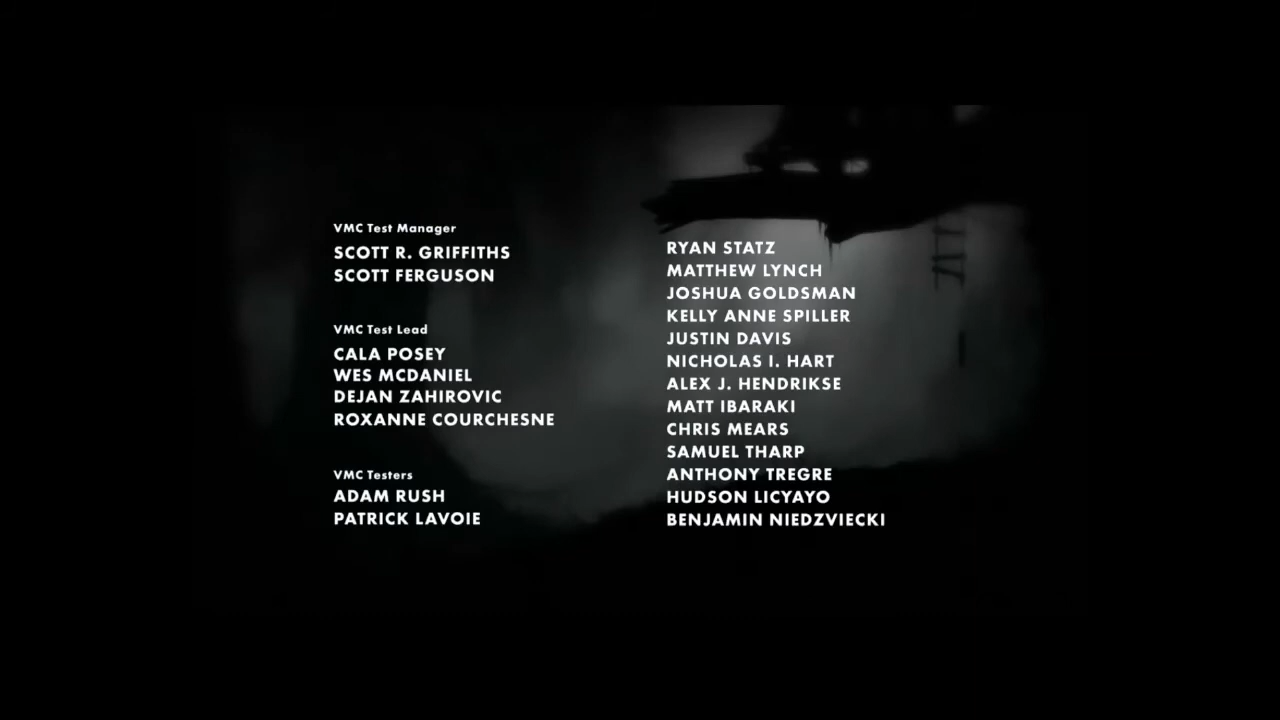 VMC Test Manager
SCOTT R. GRIFFITHS
SCOTT FERGUSON
VMC Test Lead
CALA POSEY
WES MCDANIEL
DEJAN ZAHIROVIC
ROXANNE COURCHESNE
VMC Testers
ADAM RUSH
PATRICK LAVOIE
RYAN STATZ
MATTHEW LYNCH
JOSHUA GOLDSMAN
KELLY ANNE SPILLER
JUSTIN DAVIS
NICHOLAS I. HART
ALEX J. HENDRIKSE
MATT IBARAKI
CHRIS MEARS
SAMUEL THARP
ANTHONY TREGRE
HUDSON LICYAYO
BENJAMIN NIEDZVIECKI